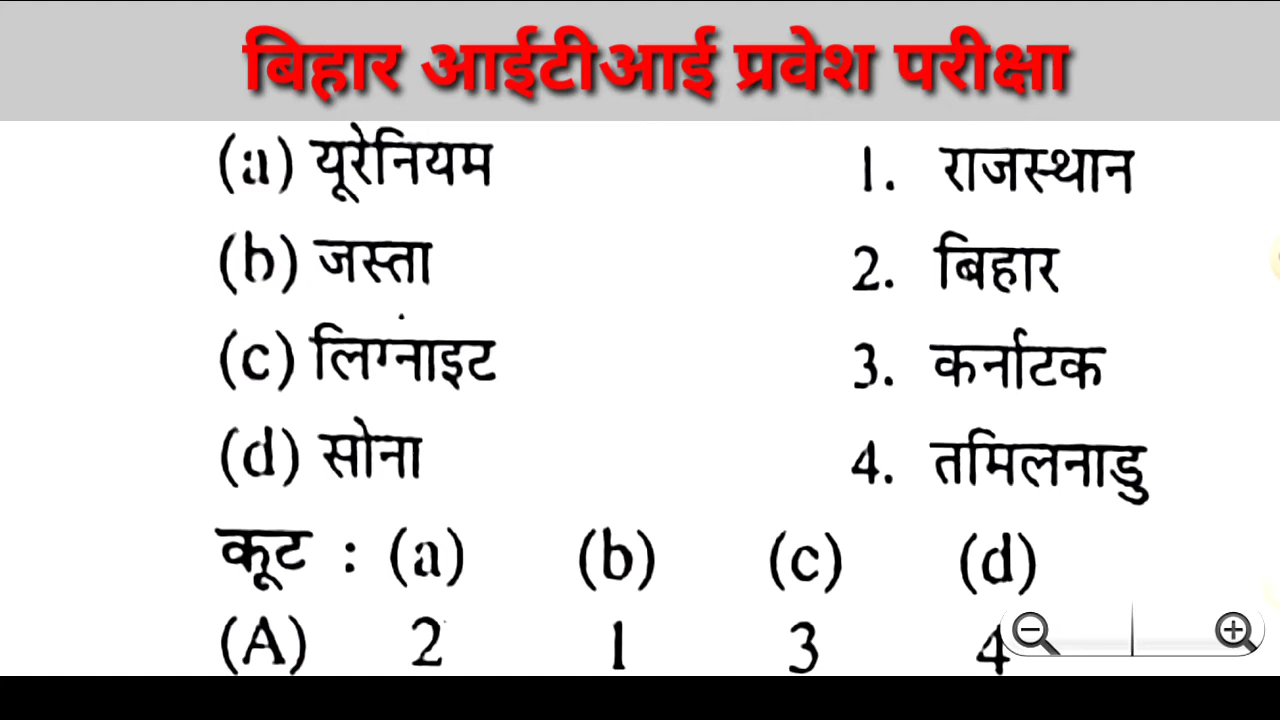 बिहार आईटीआई प्रवेश परीक्षा
(a) यूरेनियम 1. राजस्थान
(b) जस्ता 2. बिहार
(c) लिग्नाइट 3. कर्नाटक
(d) सोना 4. तमिलनाडु
कूट : (a) (b) (c) (d)
(A) 2 1 3 4